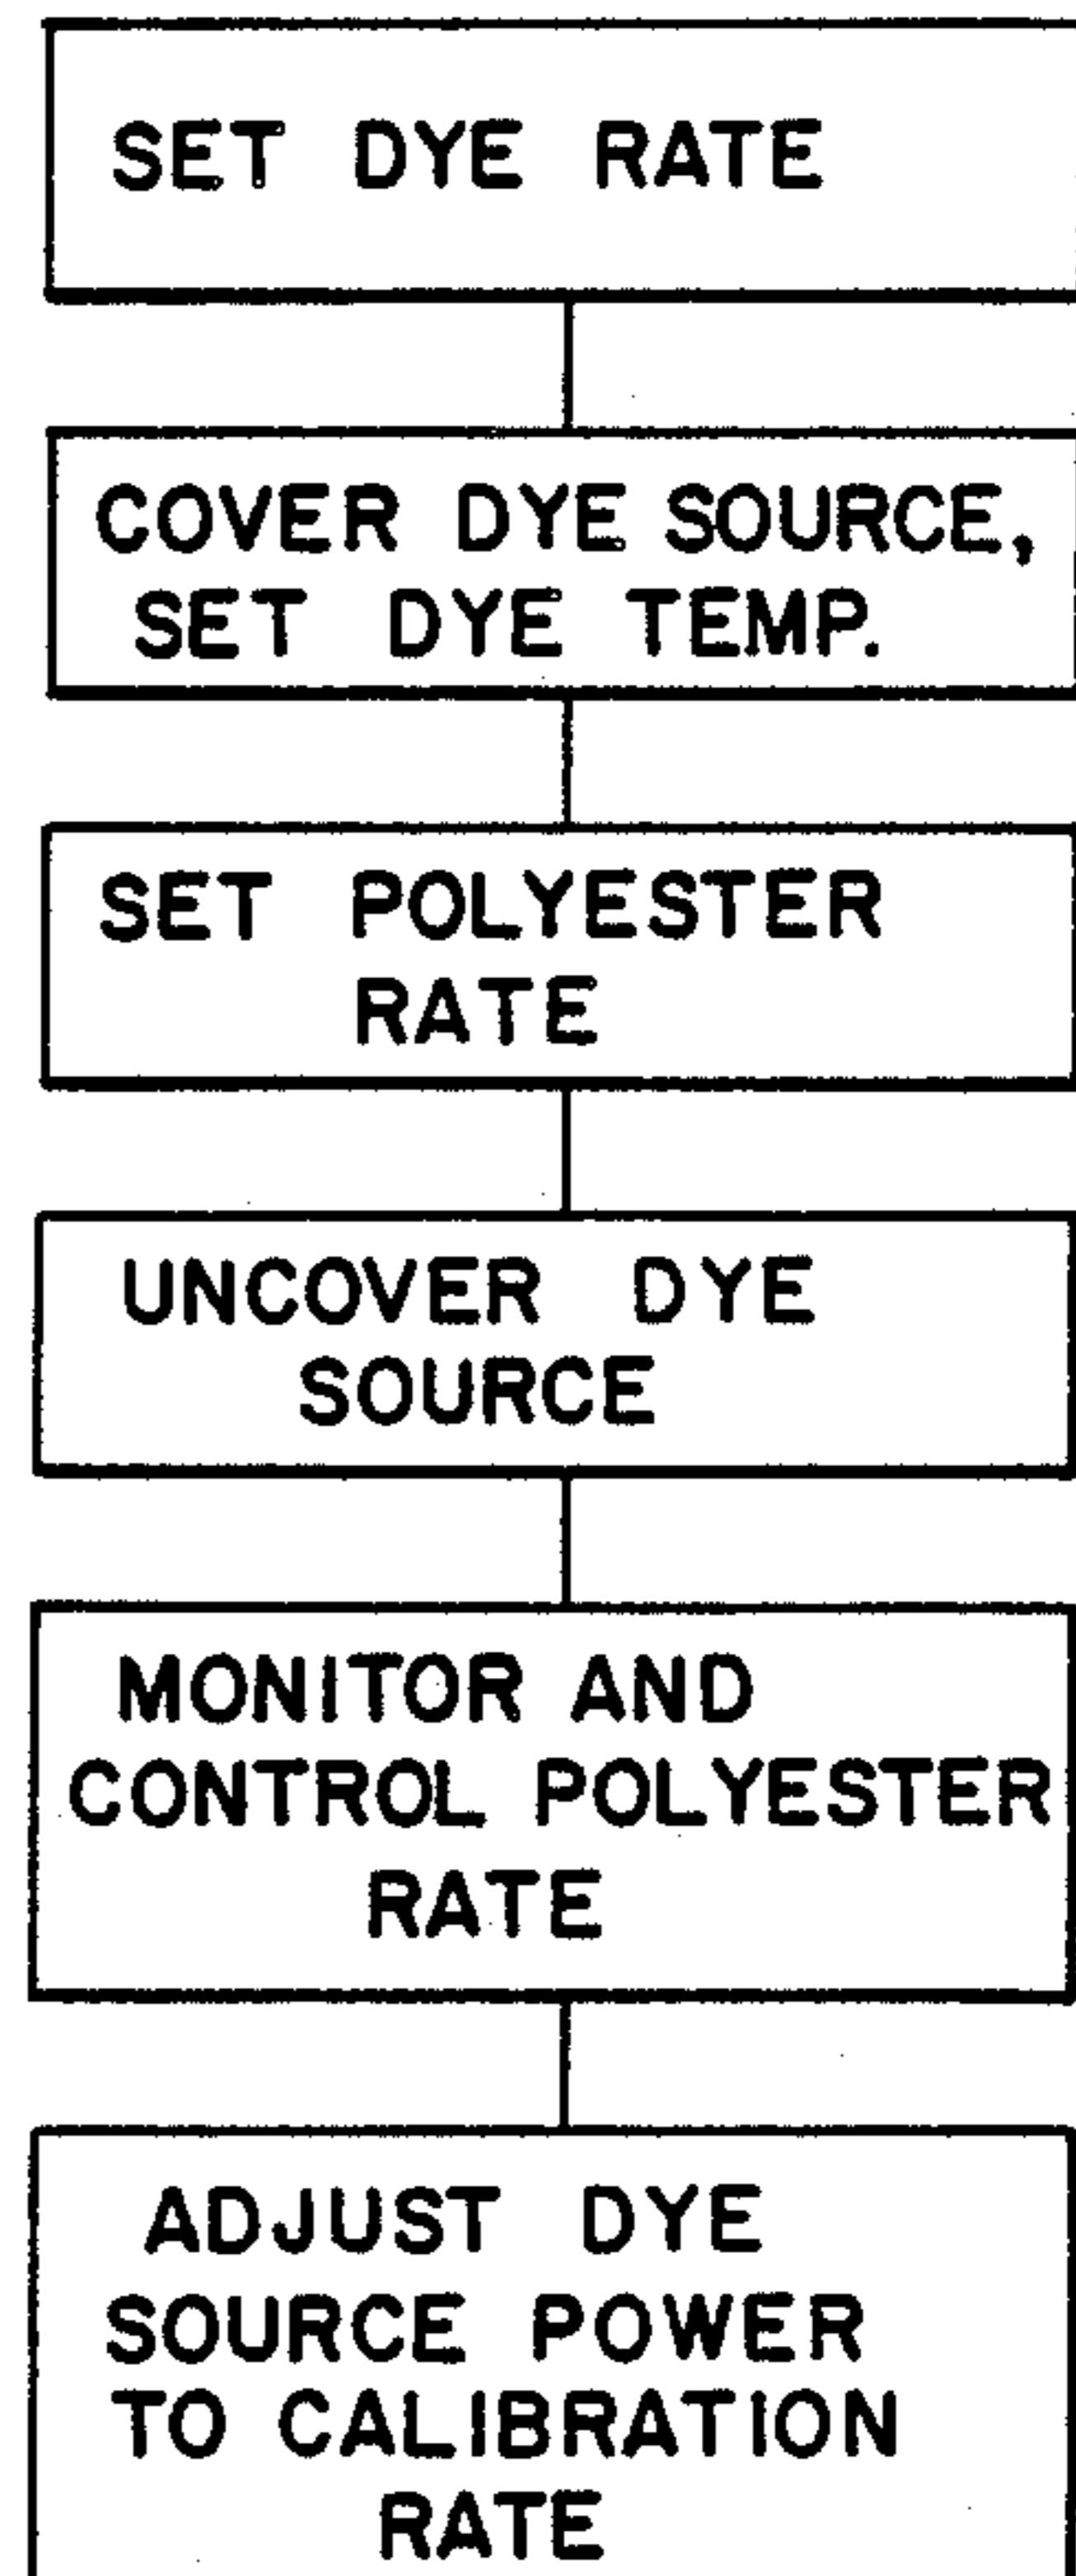 SET DYE RATE
COVER DYE SOURCE,
SET DYE TEMP.
SET POLYESTER
RATE
UNCOVER DYE
SOURCE
MONITOR AND
CONTROL POLYESTER
RATE
ADJUST DYE
SOURCE POWER
TO CALIBRATION
RATE